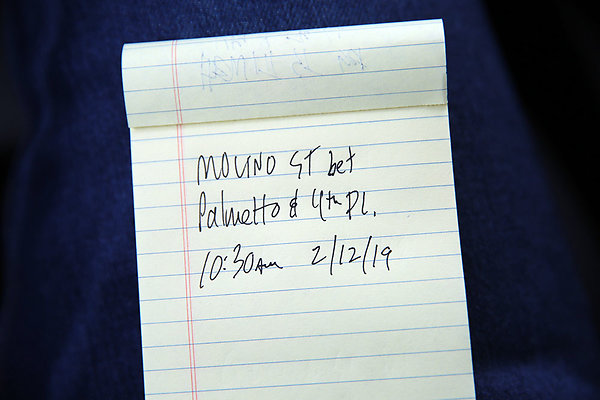 MOLINO ST bet
Palmetto & 4th Pl.
10:30am 2/12/19